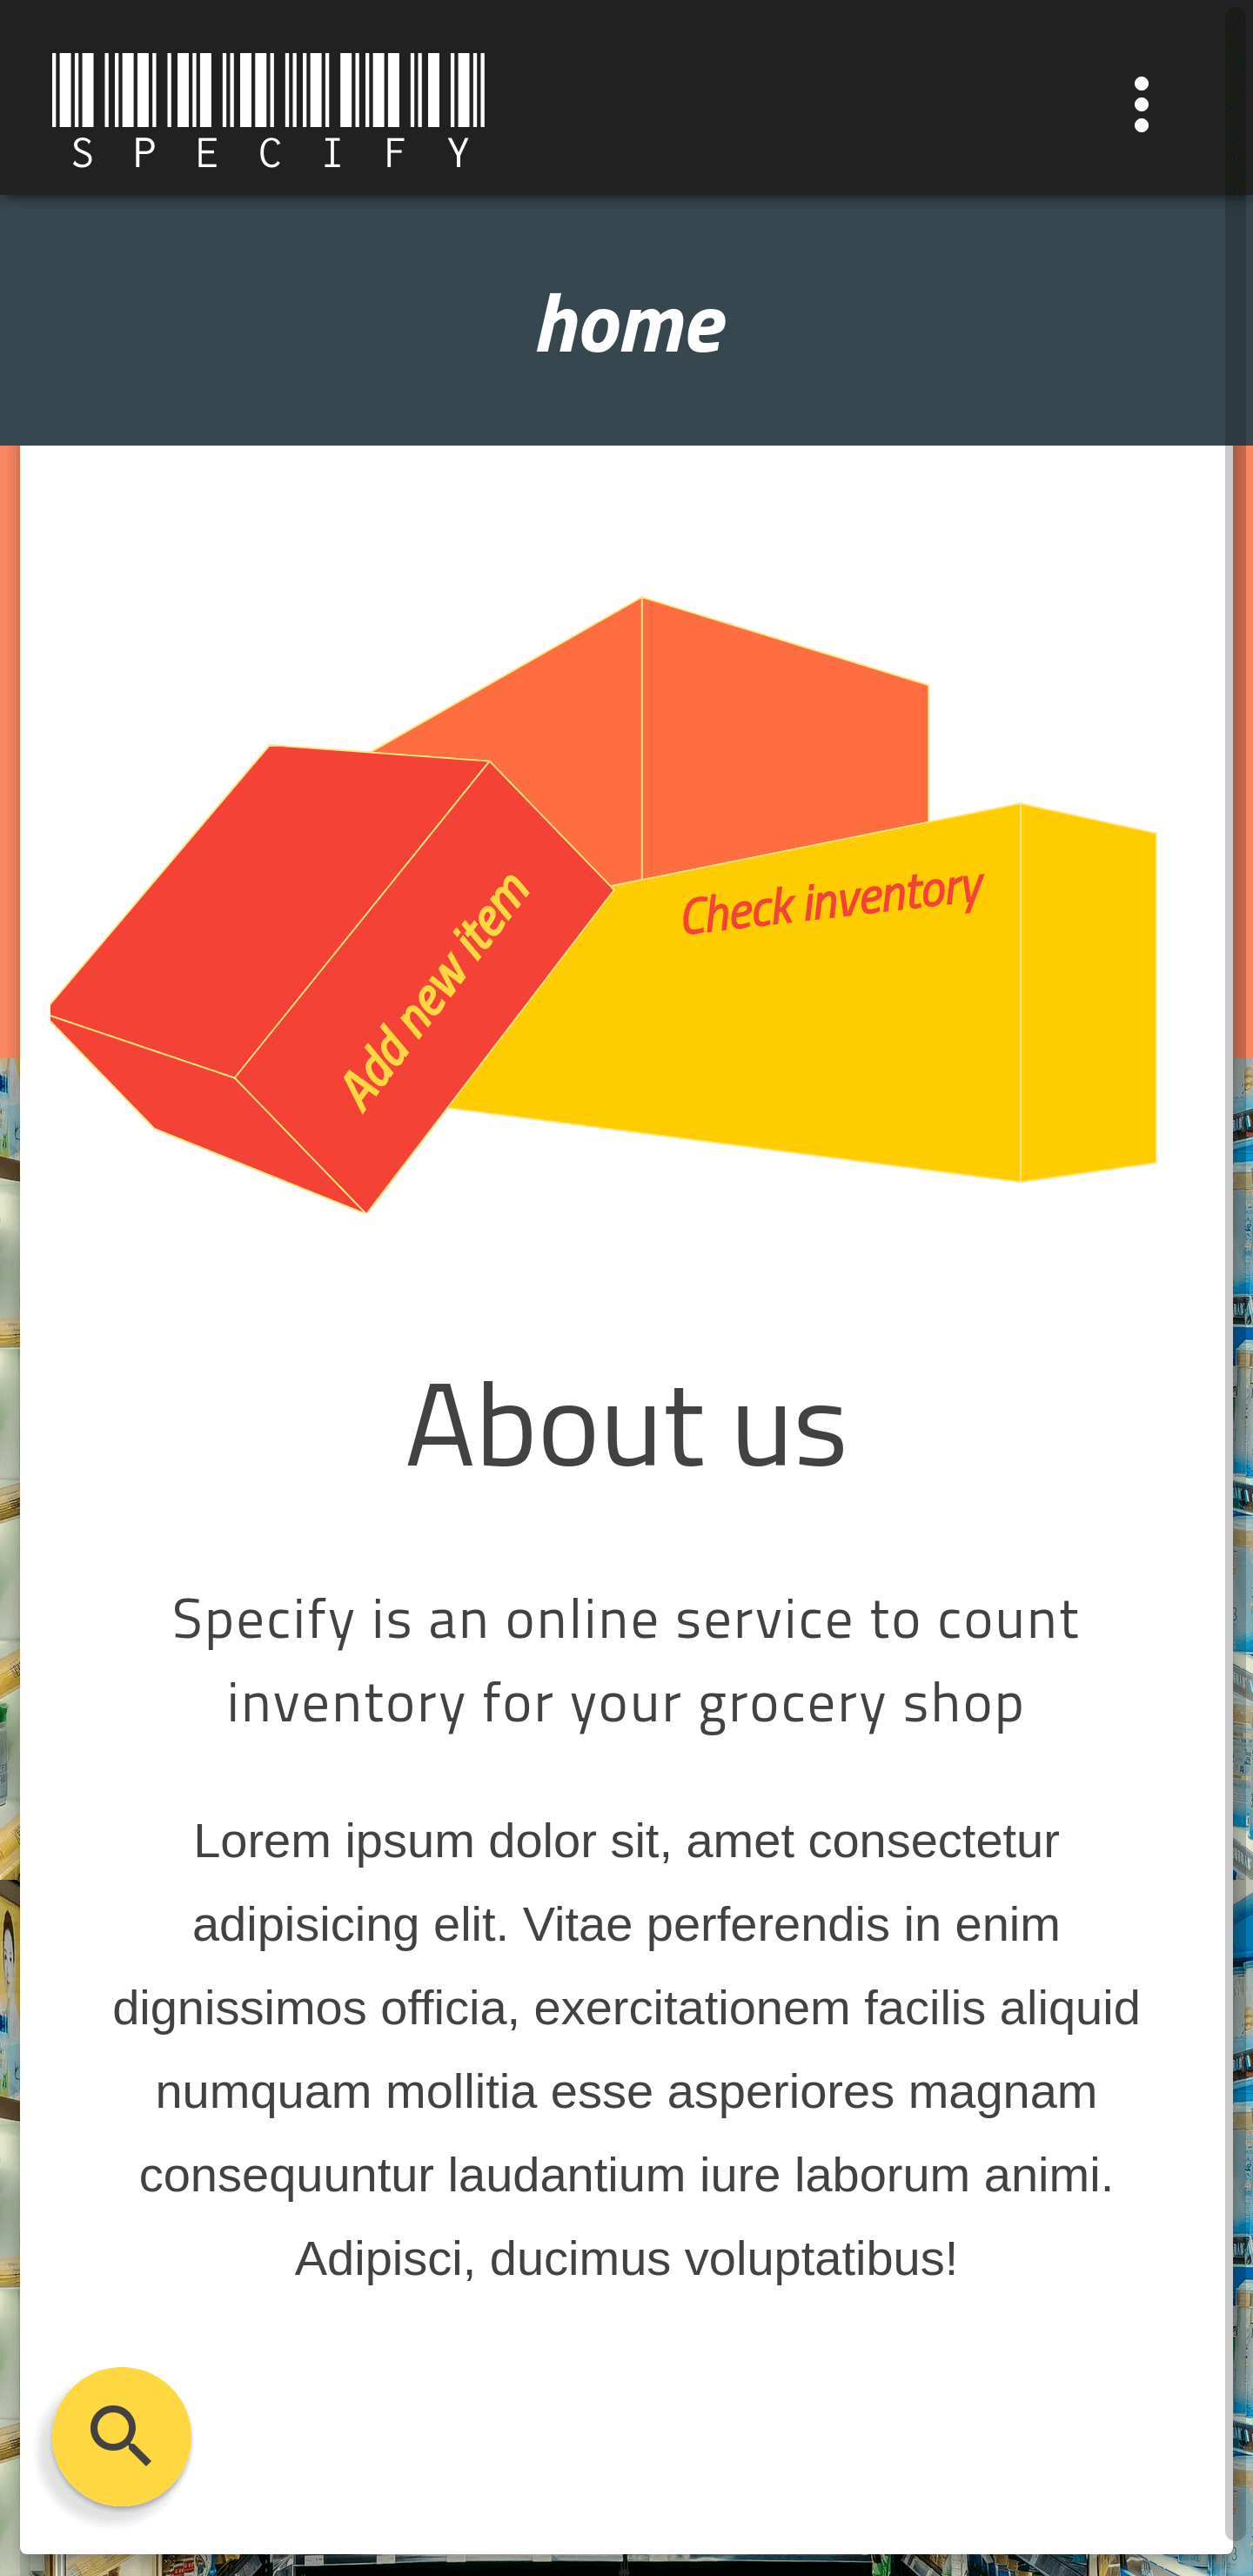 SPECIFY
home
Check inventory
Add new item
About us
Specify is an online service to count
inventory for your grocery shop
Lorem ipsum dolor sit, amet consectetur
adipisicing elit. Vitae perferendis in enim
dignissimos officia, exercitationem facilis aliquid
numquam mollitia esse asperiores magnam
consequuntur laudantium iure laborum animi.
Adipisci, ducimus voluptatibus!